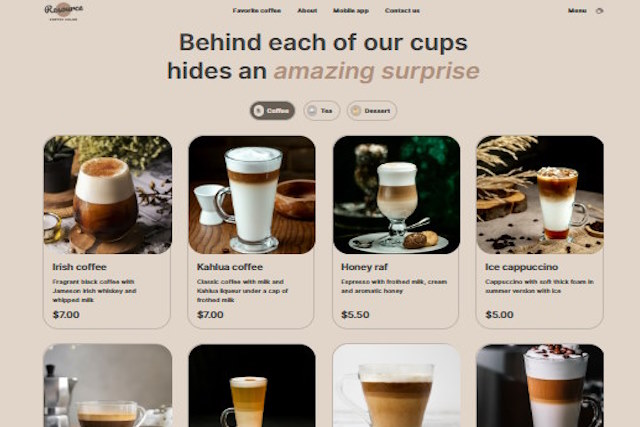 Resource
COFFEE HOUSE
Favorite coffee About Mobile app Contact us
Menu
Behind each of our cups
hides an amazing surprise
Coffee Tea Dessert
Irish coffee
Fragrant black coffee with
Jameson Irish whiskey and
whipped milk
$7.00
Kahlua coffee
Classic coffee with milk and
Kahlua liqueur under a cap of
frothed milk
$7.00
Honey raf
Espresso with frothed milk, cream
and aromatic honey
$5.50
Ice cappuccino
Cappuccino with soft thick foam in
summer version with ice
$5.00